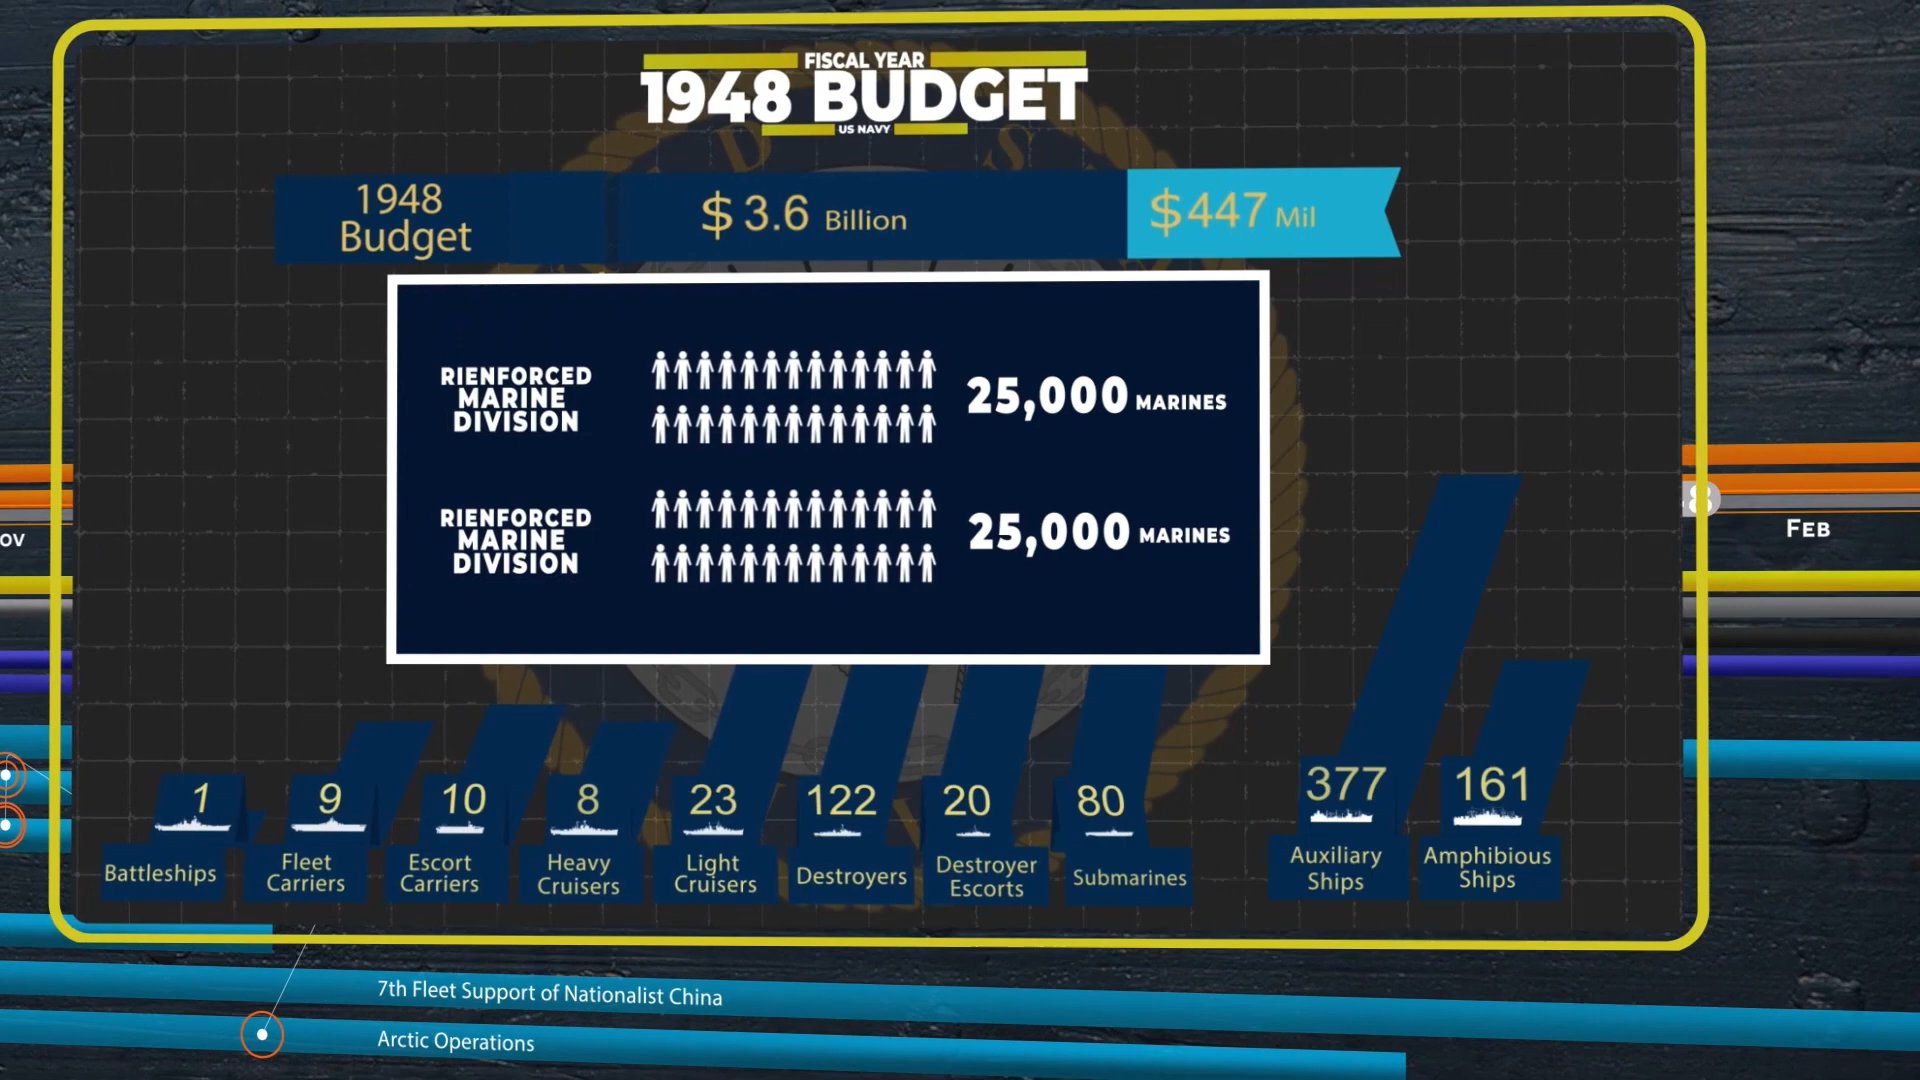 FISCAL YEAR
1948 BUDGET
US NAVY
1948
Budget
$ 3.6 Billion
$447 Mil
RIENFORCED
MARINE
DIVISION
25,000 MARINES
RIENFORCED
MARINE
DIVISION
25,000 MARINES
OV
8
FEB
1
9
10
8
23
122
20
80
377
161
Battleships
Fleet
Carriers
Escort
Carriers
Heavy
Cruisers
Light
Cruisers
Destroyers
Destroyer
Escorts
Submarines
Auxiliary
Ships
Amphibious
Ships
7th Fleet Support of Nationalist China
Arctic Operations